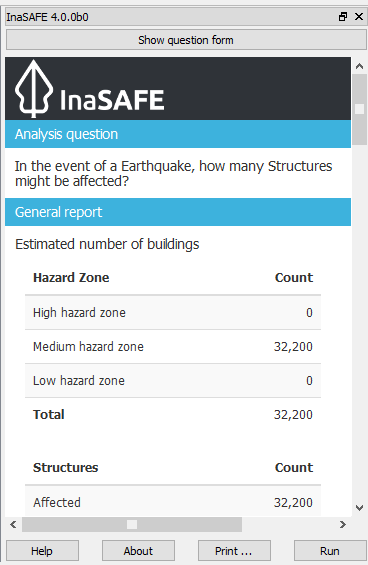 InaSAFE 4.0.0b0
Show question form
InaSAFE
Analysis question
In the event of a Earthquake, how many Structures
might be affected?
General report
Estimated number of buildings
Hazard Zone Count
High hazard zone 0
Medium hazard zone 32,200
Low hazard zone 0
Total 32,200
Structures Count
Affected 32,200
Help About Print ... Run